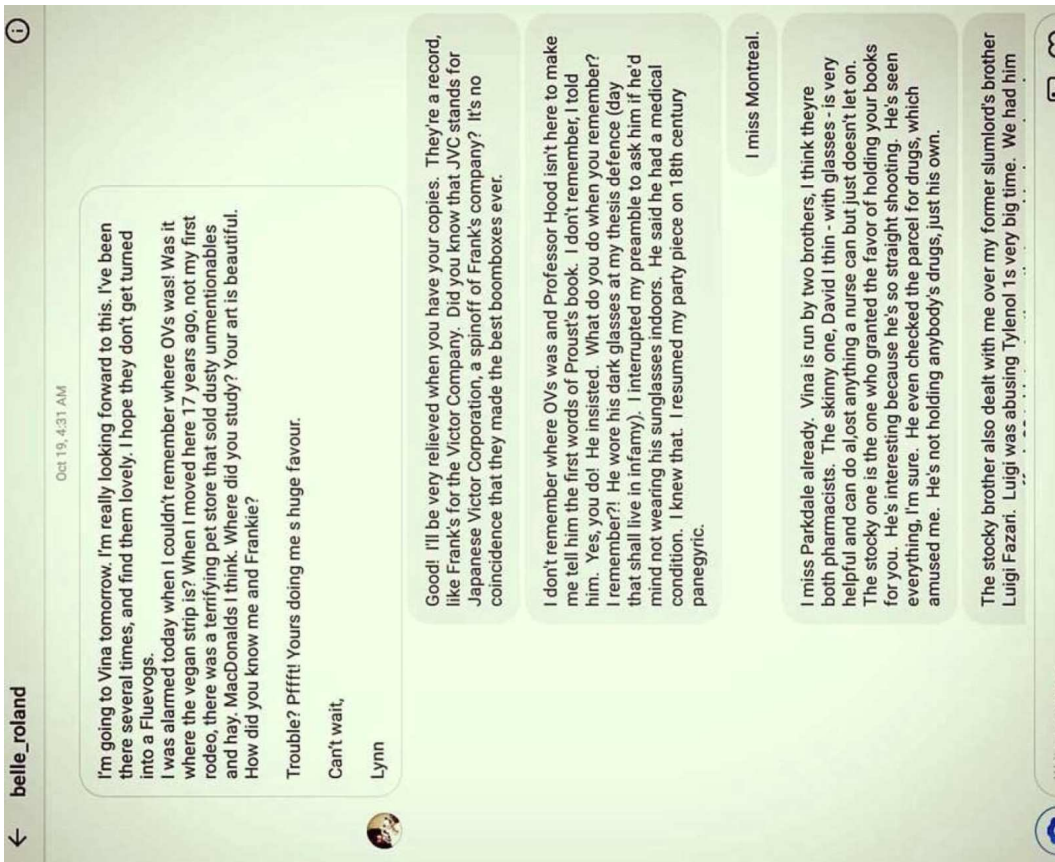 belle_roland
Oct 19, 4:31 AM
I'm going to Vina tomorrow. I'm really looking forward to this. I've been
there several times, and find them lovely. I hope they don't get turned
into a Fluevogs.
I was alarmed today when I couldn't remember where OVs was! Was it
where the vegan strip is? When I moved here 17 years ago, not my first
rodeo, there was a terrifying pet store that sold dusty unmentionables
and hay. MacDonalds I think. Where did you study? Your art is beautiful.
How did you know me and Frankie?
Trouble? Pffft! Yours doing me s huge favour.
Can't wait,
Lynn
Good! I'll be very relieved when you have your copies. They're a record,
like Frank's for the Victor Company. Did you know that JVC stands for
Japanese Victor Corporation, a spinoff of Frank's company? It's no
coincidence that they made the best boomboxes ever.
I don't remember where OVs was and Professor Hood isn't here to make
me tell him the first words of Proust's book. I don't remember, I told
him. Yes, you do! He insisted. What do you do when you remember?
I remember?! He wore his dark glasses at my thesis defence (day
that shall live in infamy). I interrupted my preamble to ask him if he'd
mind not wearing his sunglasses indoors. He said he had a medical
condition. I knew that. I resumed my party piece on 18th century
panegyric.
I miss Montreal.
I miss Parkdale already. Vina is run by two brothers, I think theyre
both pharmacists. The skinny one, David I thin - with glasses - is very
helpful and can do al,ost anything a nurse can but just doesn't let on.
The stocky one is the one who granted the favor of holding your books
for you. He's interesting because he's so straight shooting. He's seen
everything, I'm sure. He even checked the parcel for drugs, which
amused me. He's not holding anybody's drugs, just his own.
The stocky brother also dealt with me over my former slumlord's brother
Luigi Fazari. Luigi was abusing Tylenol 1s very big time. We had him